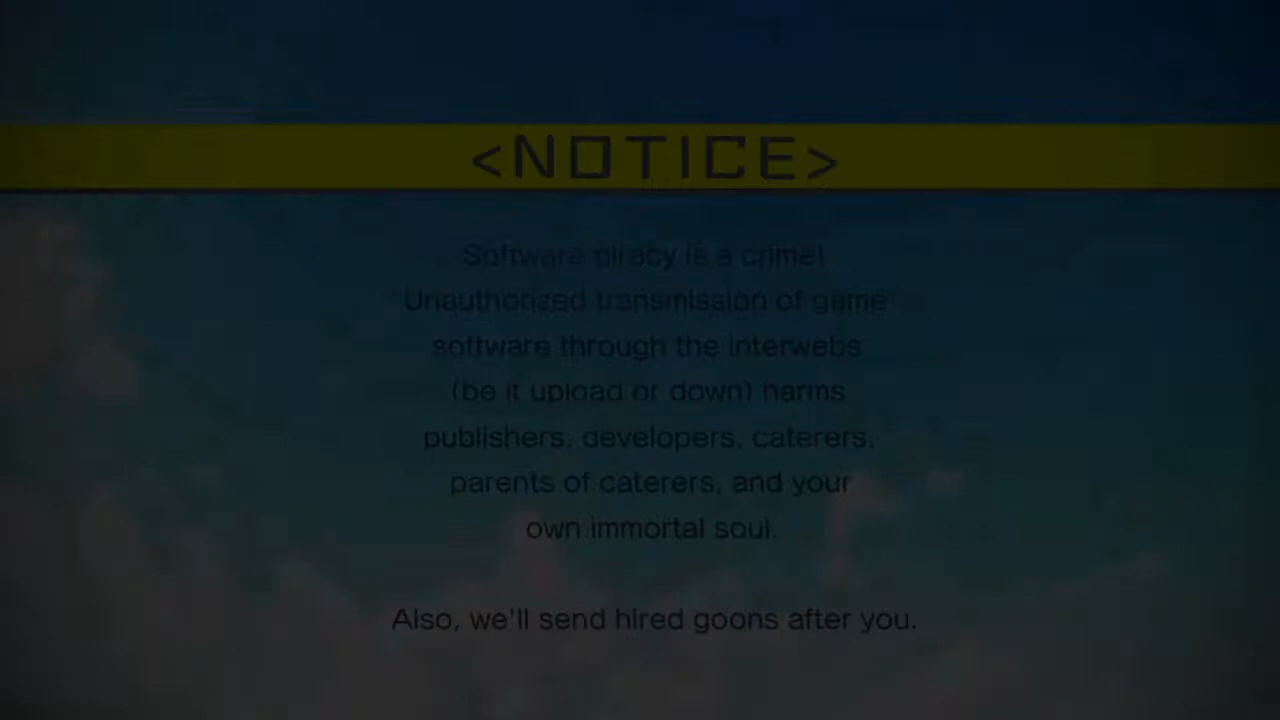 <NOTICE>
Software piracy is a crime!
Unauthorized transmission of game
software through the interwebs
(be it upload or down) harms
publishers, developers, caterers,
parents of caterers, and your
own immortal soul.
Also, we'll send hired goons after you.